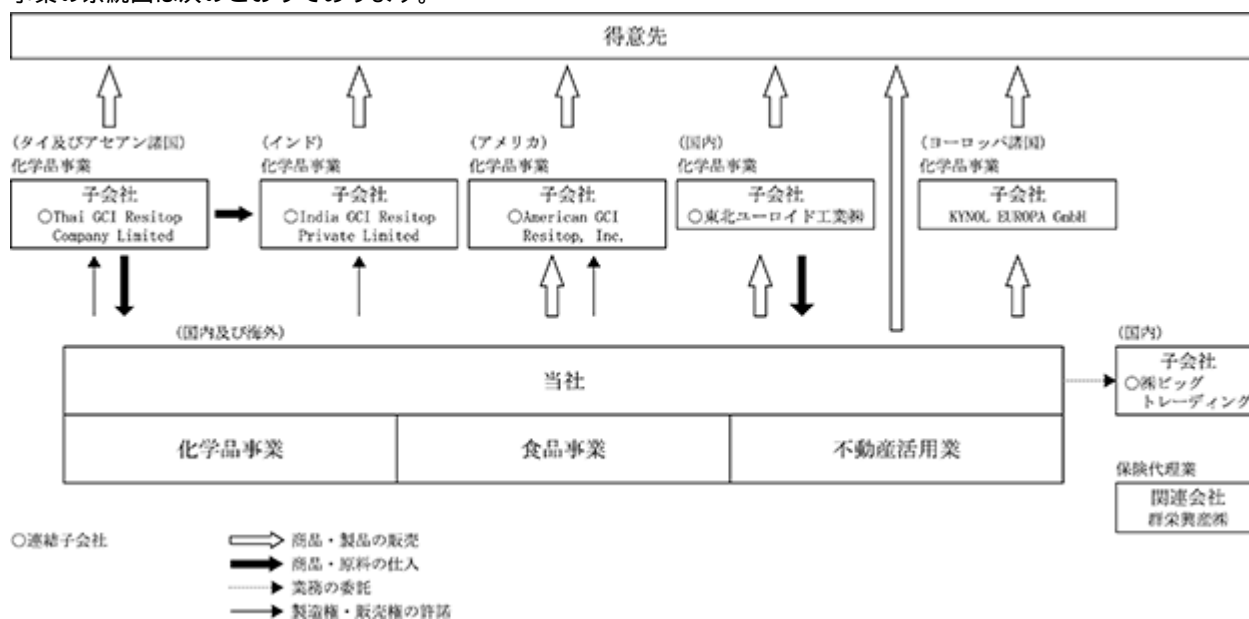 事業の系統図は次のとおりであります。
得意先
(タイ及びアセアン諸国)
化学品事業
子会社
○Thai GCI Resitop
Company Limited
(インド)
化学品事業
子会社
○India GCI Resitop
Private Limited
(アメリカ)
化学品事業
子会社
○American GCI
Resitop, Inc.
(国内)
化学品事業
子会社
○東北ユーロイド工業㈱
(ヨーロッパ諸国)
化学品事業
子会社
KYNOL EUROPA GmbH
(国内及び海外)
当社
化学品事業
食品事業
不動産活用業
(国内)
子会社
○㈱ビッグ
トレーディング
保険代理業
関連会社
群栄興産㈱
○連結子会社
商品・製品の販売
商品・原料の仕入
業務の委託
製造権・販売権の許諾